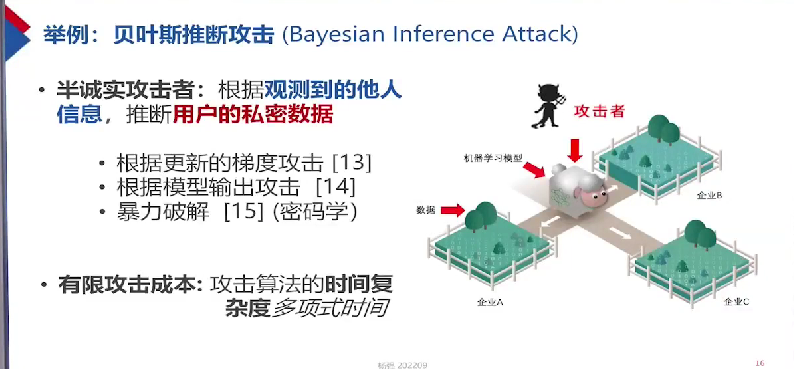 举例：贝叶斯推断攻击 (Bayesian Inference Attack)
• 半诚实攻击者：根据观测到的他人
信息，推断用户的私密数据
• 根据更新的梯度攻击 [13]
• 根据模型输出攻击 [14]
• 暴力破解 [15] (密码学）
• 有限攻击成本: 攻击算法的时间复
杂度多项式时间
攻击者
机器学习模型
企业B
数据
企业A
企业C
杨强 202209
16